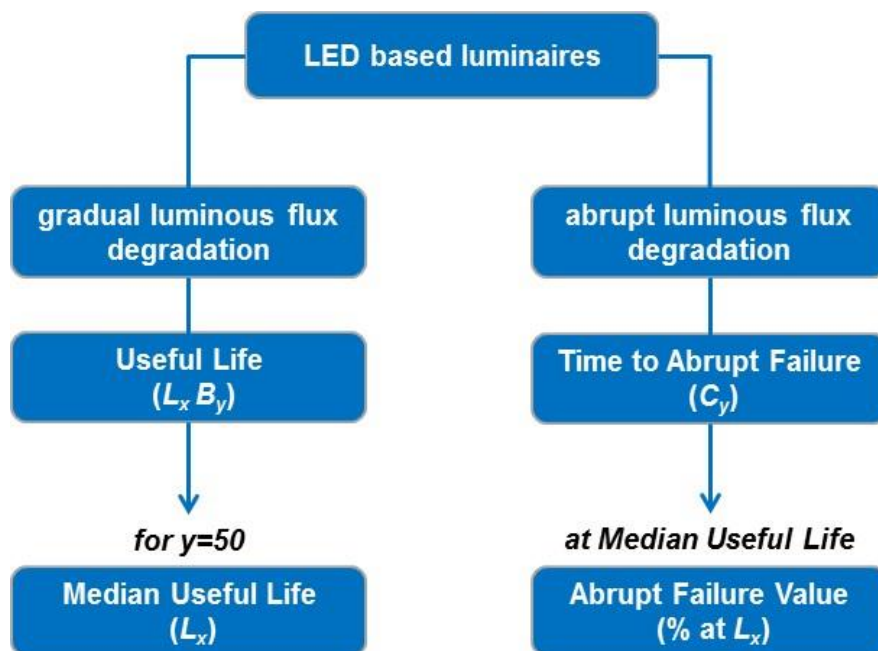 LED based luminaires
gradual luminous flux
degradation
abrupt luminous flux
degradation
Useful Life
(Lx By)
Time to Abrupt Failure
(Cy)
for y=50
at Median Useful Life
Median Useful Life
(Lx)
Abrupt Failure Value
(% at Lx)